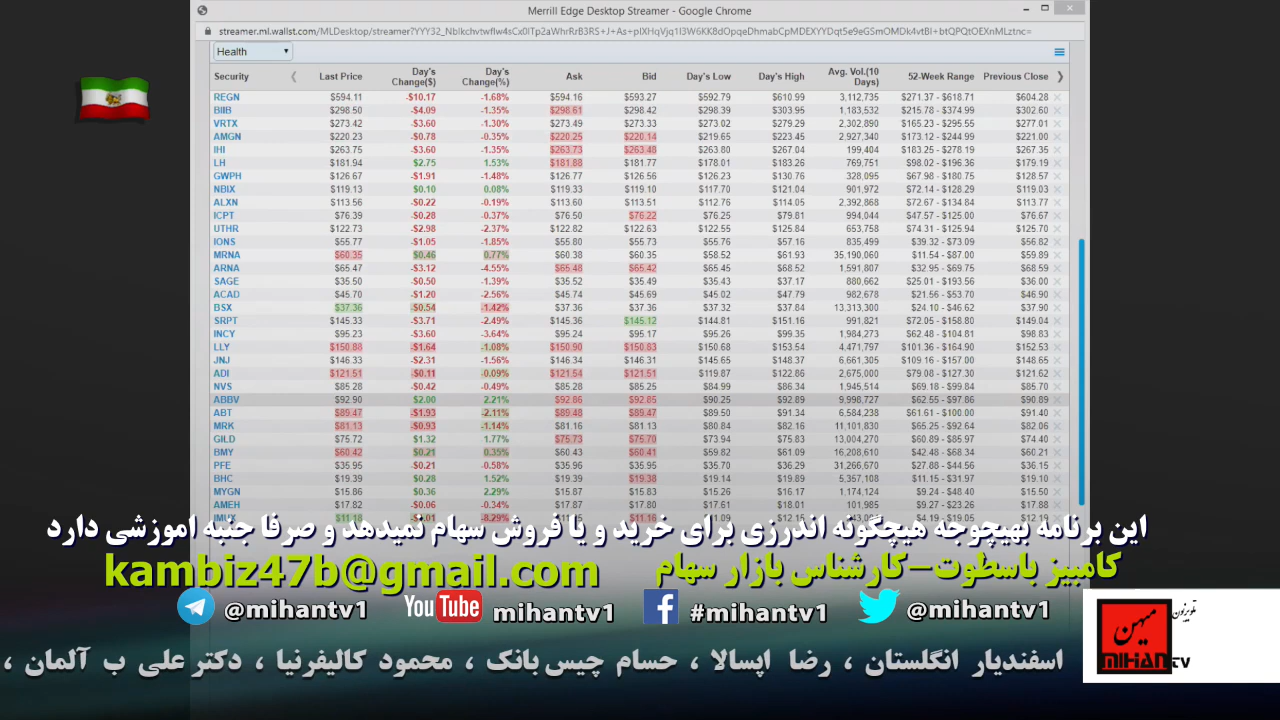 Merrill Edge Desktop Streamer - Google Chrome
Health
Security Last Price Day's Change($) Day's Change(%) Ask Bid Day's Low Day's High Avg. Vol.(10 Days) 52-Week Range Previous Close
REGN $594.11 -$10.17 -1.68% $594.16 $593.27 $592.79 $610.99 3,112,735 $271.37 - $618.71 $604.28
BIIB $298.50 -$4.09 -1.35% $298.61 $298.42 $298.39 $303.95 1,183,532 $215.78 - $374.99 $302.60
VRTX $273.42 -$3.60 -1.30% $273.49 $273.33 $273.02 $279.29 2,302,890 $165.23 - $295.55 $277.01
AMGN $220.23 -$0.78 -0.35% $220.25 $220.14 $219.65 $223.45 2,927,340 $173.12 - $244.99 $221.00
IHI $263.75 -$3.60 -1.35% $263.73 $263.48 $263.80 $267.04 199,404 $183.25 - $278.19 $267.35
LH $181.94 $2.75 1.53% $181.88 $181.77 $178.01 $183.26 769,751 $98.02 - $196.36 $179.19
GWPH $126.67 -$1.91 -1.48% $126.67 $126.56 $126.23 $130.76 328,095 $67.98 - $180.75 $128.57
NBIX $119.13 $0.10 0.08% $119.33 $119.10 $117.70 $121.04 901,972 $72.14 - $128.29 $119.03
ALXN $113.56 -$0.22 -0.19% $113.60 $113.51 $112.76 $114.05 2,392,868 $72.67 - $134.84 $113.77
ICPT $76.39 -$0.28 -0.37% $76.50 $76.22 $76.25 $79.81 994,044 $47.57 - $125.00 $76.67
UTHR $122.73 -$2.98 -2.37% $122.82 $122.63 $122.55 $125.84 653,758 $74.31 - $125.94 $125.70
IONS $55.77 -$1.05 -1.85% $55.80 $55.73 $55.76 $57.16 835,499 $39.32 - $73.09 $56.82
MRNA $60.35 $0.46 0.77% $60.38 $60.35 $58.52 $61.93 35,190,060 $11.54 - $87.00 $59.89
ARNA $65.47 -$3.12 -4.55% $65.48 $65.42 $65.45 $68.52 1,591,807 $32.95 - $69.75 $68.59
SAGE $35.50 -$0.50 -1.39% $35.52 $35.49 $35.43 $37.17 880,662 $25.01 - $193.56 $36.00
ACAD $45.70 -$1.20 -2.56% $45.74 $45.69 $45.02 $47.79 982,678 $21.56 - $53.70 $46.90
BSX $37.36 -$0.54 -1.42% $37.36 $37.36 $37.32 $37.84 13,313,300 $24.10 - $46.62 $37.90
SRPT $145.33 -$3.71 -2.49% $145.36 $145.12 $144.81 $151.16 991,821 $72.05 - $158.80 $149.04
INCY $95.23 -$3.60 -3.64% $95.24 $95.17 $95.26 $99.35 1,984,273 $62.48 - $104.81 $98.83
LLY $150.88 -$1.64 -1.08% $150.90 $150.83 $150.68 $153.54 4,471,797 $101.36 - $164.90 $152.53
JNJ $146.33 -$2.31 -1.56% $146.34 $146.31 $145.65 $148.37 6,661,305 $109.16 - $157.00 $148.65
ADI $121.51 -$0.11 -0.09% $121.54 $121.51 $119.87 $122.86 2,675,000 $79.08 - $127.30 $121.62
NVS $85.28 -$0.42 -0.49% $85.28 $85.25 $84.99 $86.34 1,945,514 $69.18 - $99.84 $85.70
ABBV $92.90 $2.00 2.21% $92.86 $92.85 $90.25 $92.89 9,998,727 $62.55 - $97.86 $90.89
ABT $89.47 -$1.93 -2.11% $89.48 $89.47 $89.50 $91.34 6,584,238 $61.61 - $100.00 $91.40
MRK $81.13 -$0.93 -1.14% $81.16 $81.13 $80.84 $82.16 11,101,830 $65.25 - $92.64 $82.06
GILD $75.72 $1.32 1.77% $75.73 $75.70 $73.94 $75.83 13,004,270 $60.89 - $85.97 $74.40
BMY $60.42 $0.21 0.35% $60.43 $60.41 $59.82 $61.09 16,208,610 $42.48 - $68.34 $60.21
PFE $35.95 -$0.21 -0.58% $35.96 $35.95 $35.70 $36.29 31,266,670 $27.88 - $44.56 $36.15
BHC $19.39 $0.28 1.52% $19.39 $19.38 $19.14 $19.89 5,367,108 $11.15 - $31.97 $19.10
MYGN $15.86 $0.36 2.29% $15.87 $15.83 $15.26 $16.17 1,174,124 $9.24 - $48.40 $15.50
AMEH $17.82 -$0.06 -0.34% $17.87 $17.78 $17.61 $18.01 101,985 $9.27 - $23.26 $17.88
این برنامه بهیچوجه هیچگونه اندرزی برای خرید و یا فروش سهام نمیدهد و صرفا جنبه اموزشی دارد
کامبیز باسطوت-کارشناس بازار سهام kambiz47b@gmail.com
@mihantv1 YouTube mihantv1 #mihantv1 @mihantv1
میهن تلویزیون
MIHAN TV
اسفندیار انگلستان ، رضا اپسالا ، حسام چیس بانک ، محمود کالیفرنیا ، دکتر علی ب آلمان ،